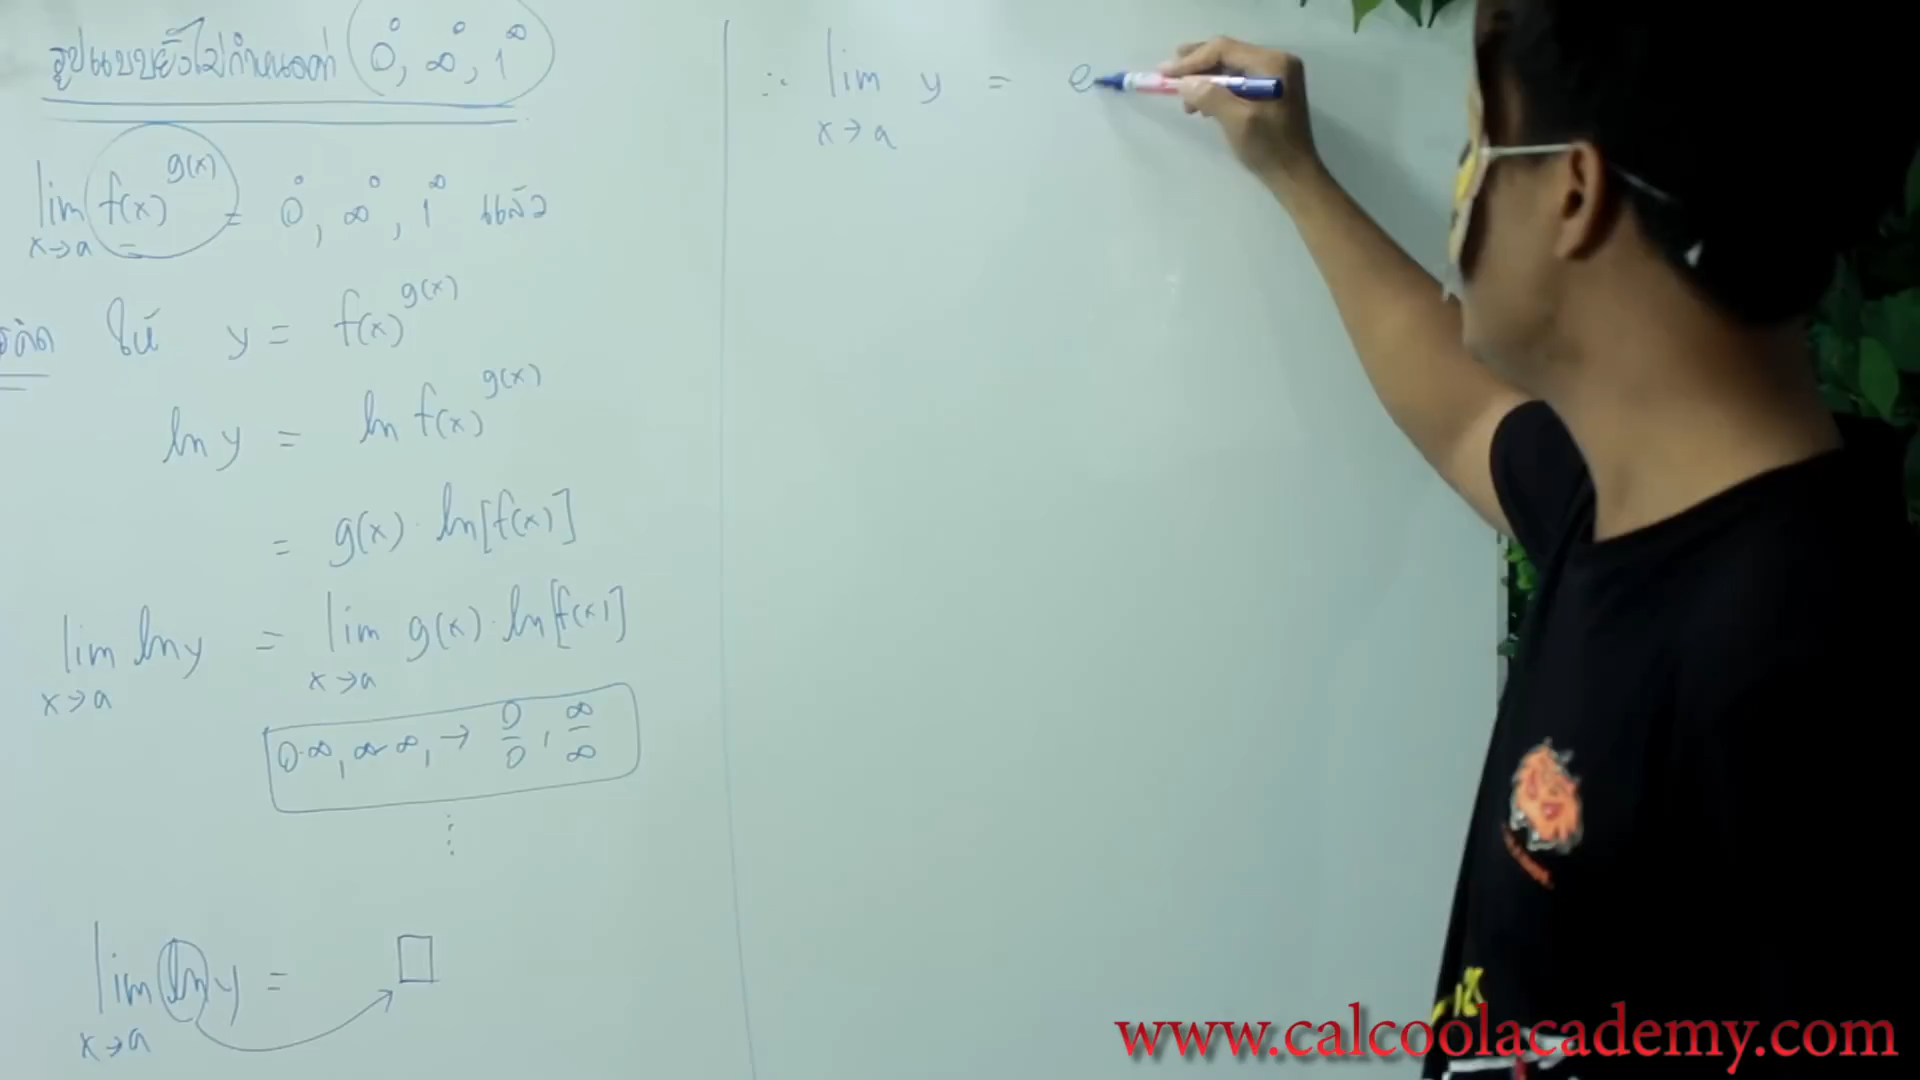 รูปแบบยังไม่กำหนดค่า 0⁰, ∞⁰, 1^∞
lim f(x)^g(x) = 0⁰, ∞⁰, 1^∞ แล้ว
x→a
ให้ y = f(x)^g(x)
ln y = ln f(x)^g(x)
= g(x) · ln[f(x)]
lim ln y = lim g(x) · ln[f(x)]
x→a x→a
0·∞, ∞-∞, → 0/0, ∞/∞
⋮
lim ln y = □
x→a
∴ lim y = e
x→a
www.calcoolacademy.com